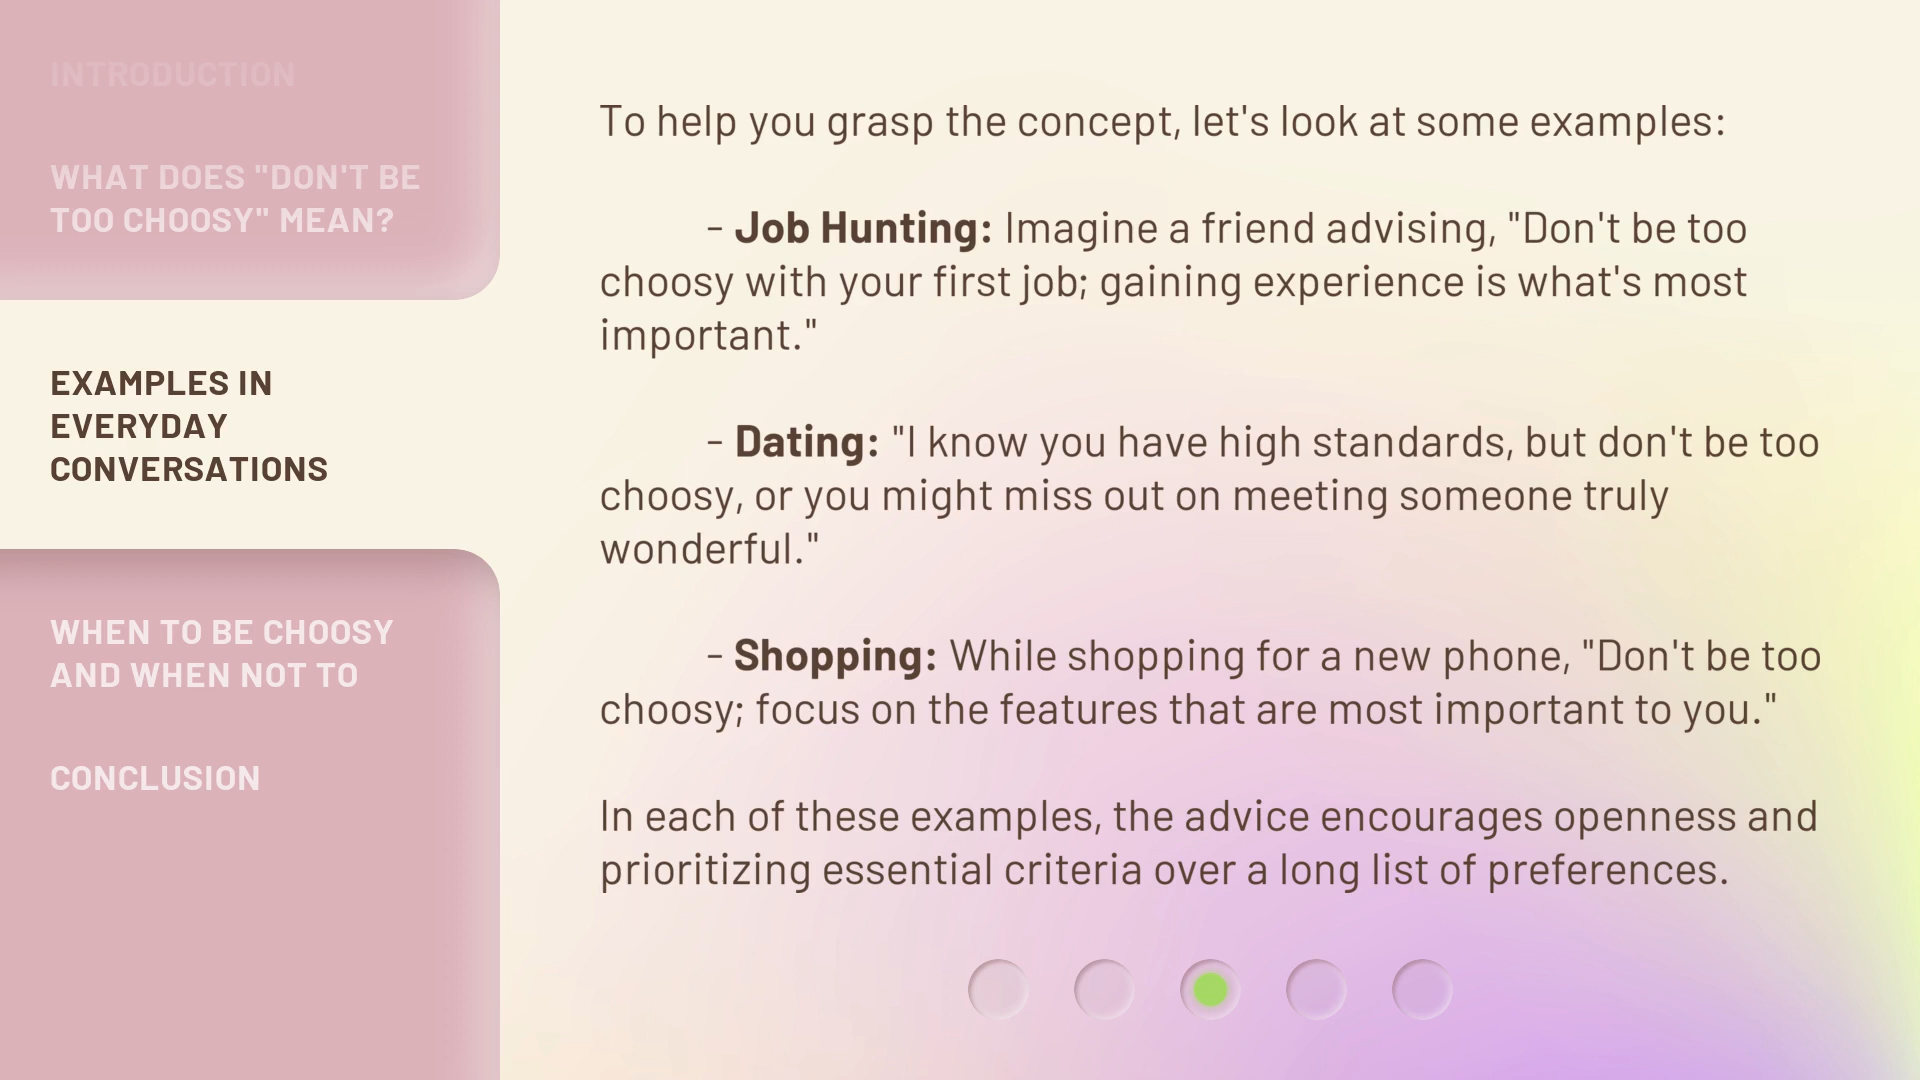 INTRODUCTION
WHAT DOES "DON'T BE
TOO CHOOSY" MEAN?
EXAMPLES IN
EVERYDAY
CONVERSATIONS
WHEN TO BE CHOOSY
AND WHEN NOT TO
CONCLUSION
To help you grasp the concept, let's look at some examples:
- Job Hunting: Imagine a friend advising, "Don't be too
choosy with your first job; gaining experience is what's most
important."
- Dating: "I know you have high standards, but don't be too
choosy, or you might miss out on meeting someone truly
wonderful."
- Shopping: While shopping for a new phone, "Don't be too
choosy; focus on the features that are most important to you."
In each of these examples, the advice encourages openness and
prioritizing essential criteria over a long list of preferences.